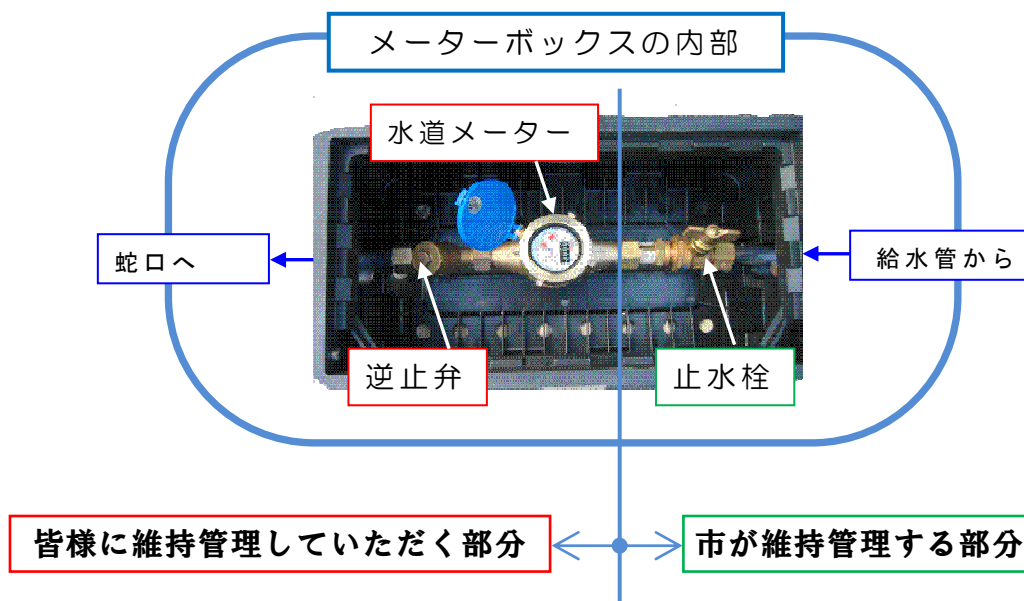 メーターボックスの内部
水道メーター
蛇口へ
給水管から
逆止弁
止水栓
皆様に維持管理していただく部分
市が維持管理する部分